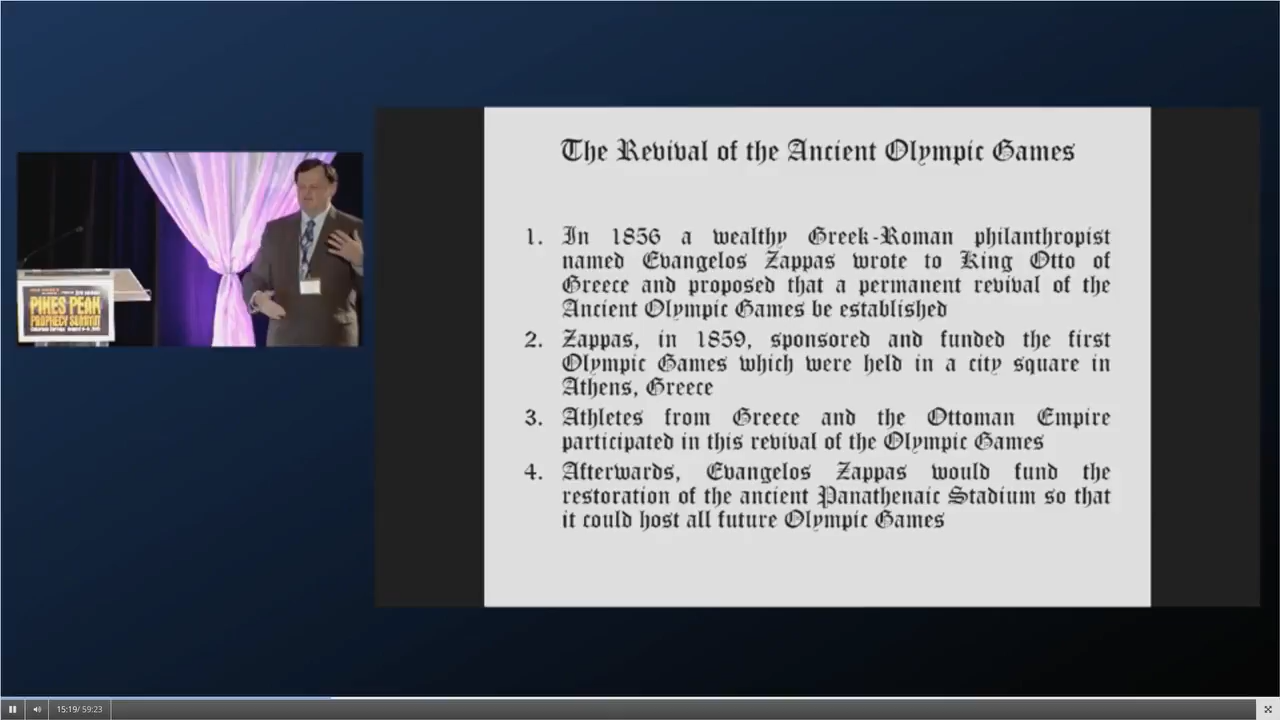 The Revival of the Ancient Olympic Games
1. In 1856 a wealthy Greek-Roman philanthropist
named Evangelos Zappas wrote to King Otto of
Greece and proposed that a permanent revival of the
Ancient Olympic Games be established
2. Zappas, in 1859, sponsored and funded the first
Olympic Games which were held in a city square in
Athens, Greece
3. Athletes from Greece and the Ottoman Empire
participated in this revival of the Olympic Games
4. Afterwards, Evangelos Zappas would fund the
restoration of the ancient Panathenaic Stadium so that
it could host all future Olympic Games
PIKES PEAK
PROPHECY SUMMIT
15:19/ 59:23